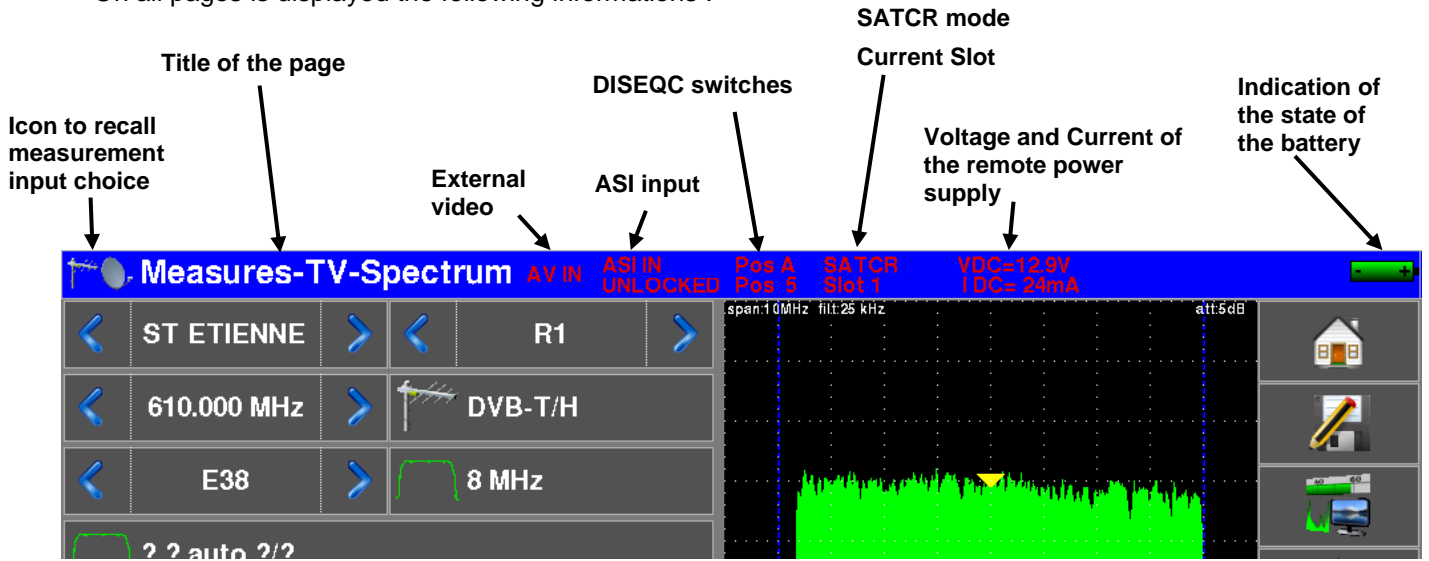 On all pages is displayed the following informations :
SATCR mode
Current Slot
Title of the page
DISEQC switches
Indication of
the state of
the battery
Icon to recall
measurement
input choice
Voltage and Current of
the remote power
supply
External
video
ASI input
Measures-TV-Spectrum
AV IN
ASI IN
UNLOCKED
Pos A
Pos 5
SATCR
Slot 1
VDC=12.9V
I DC= 24mA
- +
ST ETIENNE
R1
span:10MHz filt:25 kHz
att:5dB
610.000 MHz
DVB-T/H
E38
8 MHz
? ? auto ?/?